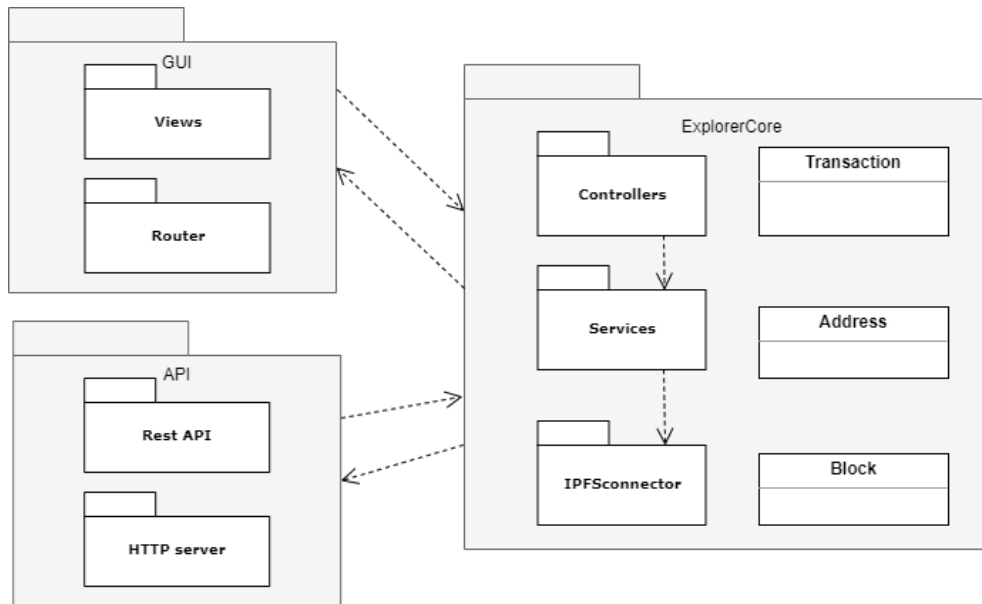 GUI
Views
Router
API
Rest API
HTTP server
ExplorerCore
Controllers
Services
IPFSconnector
Transaction
Address
Block